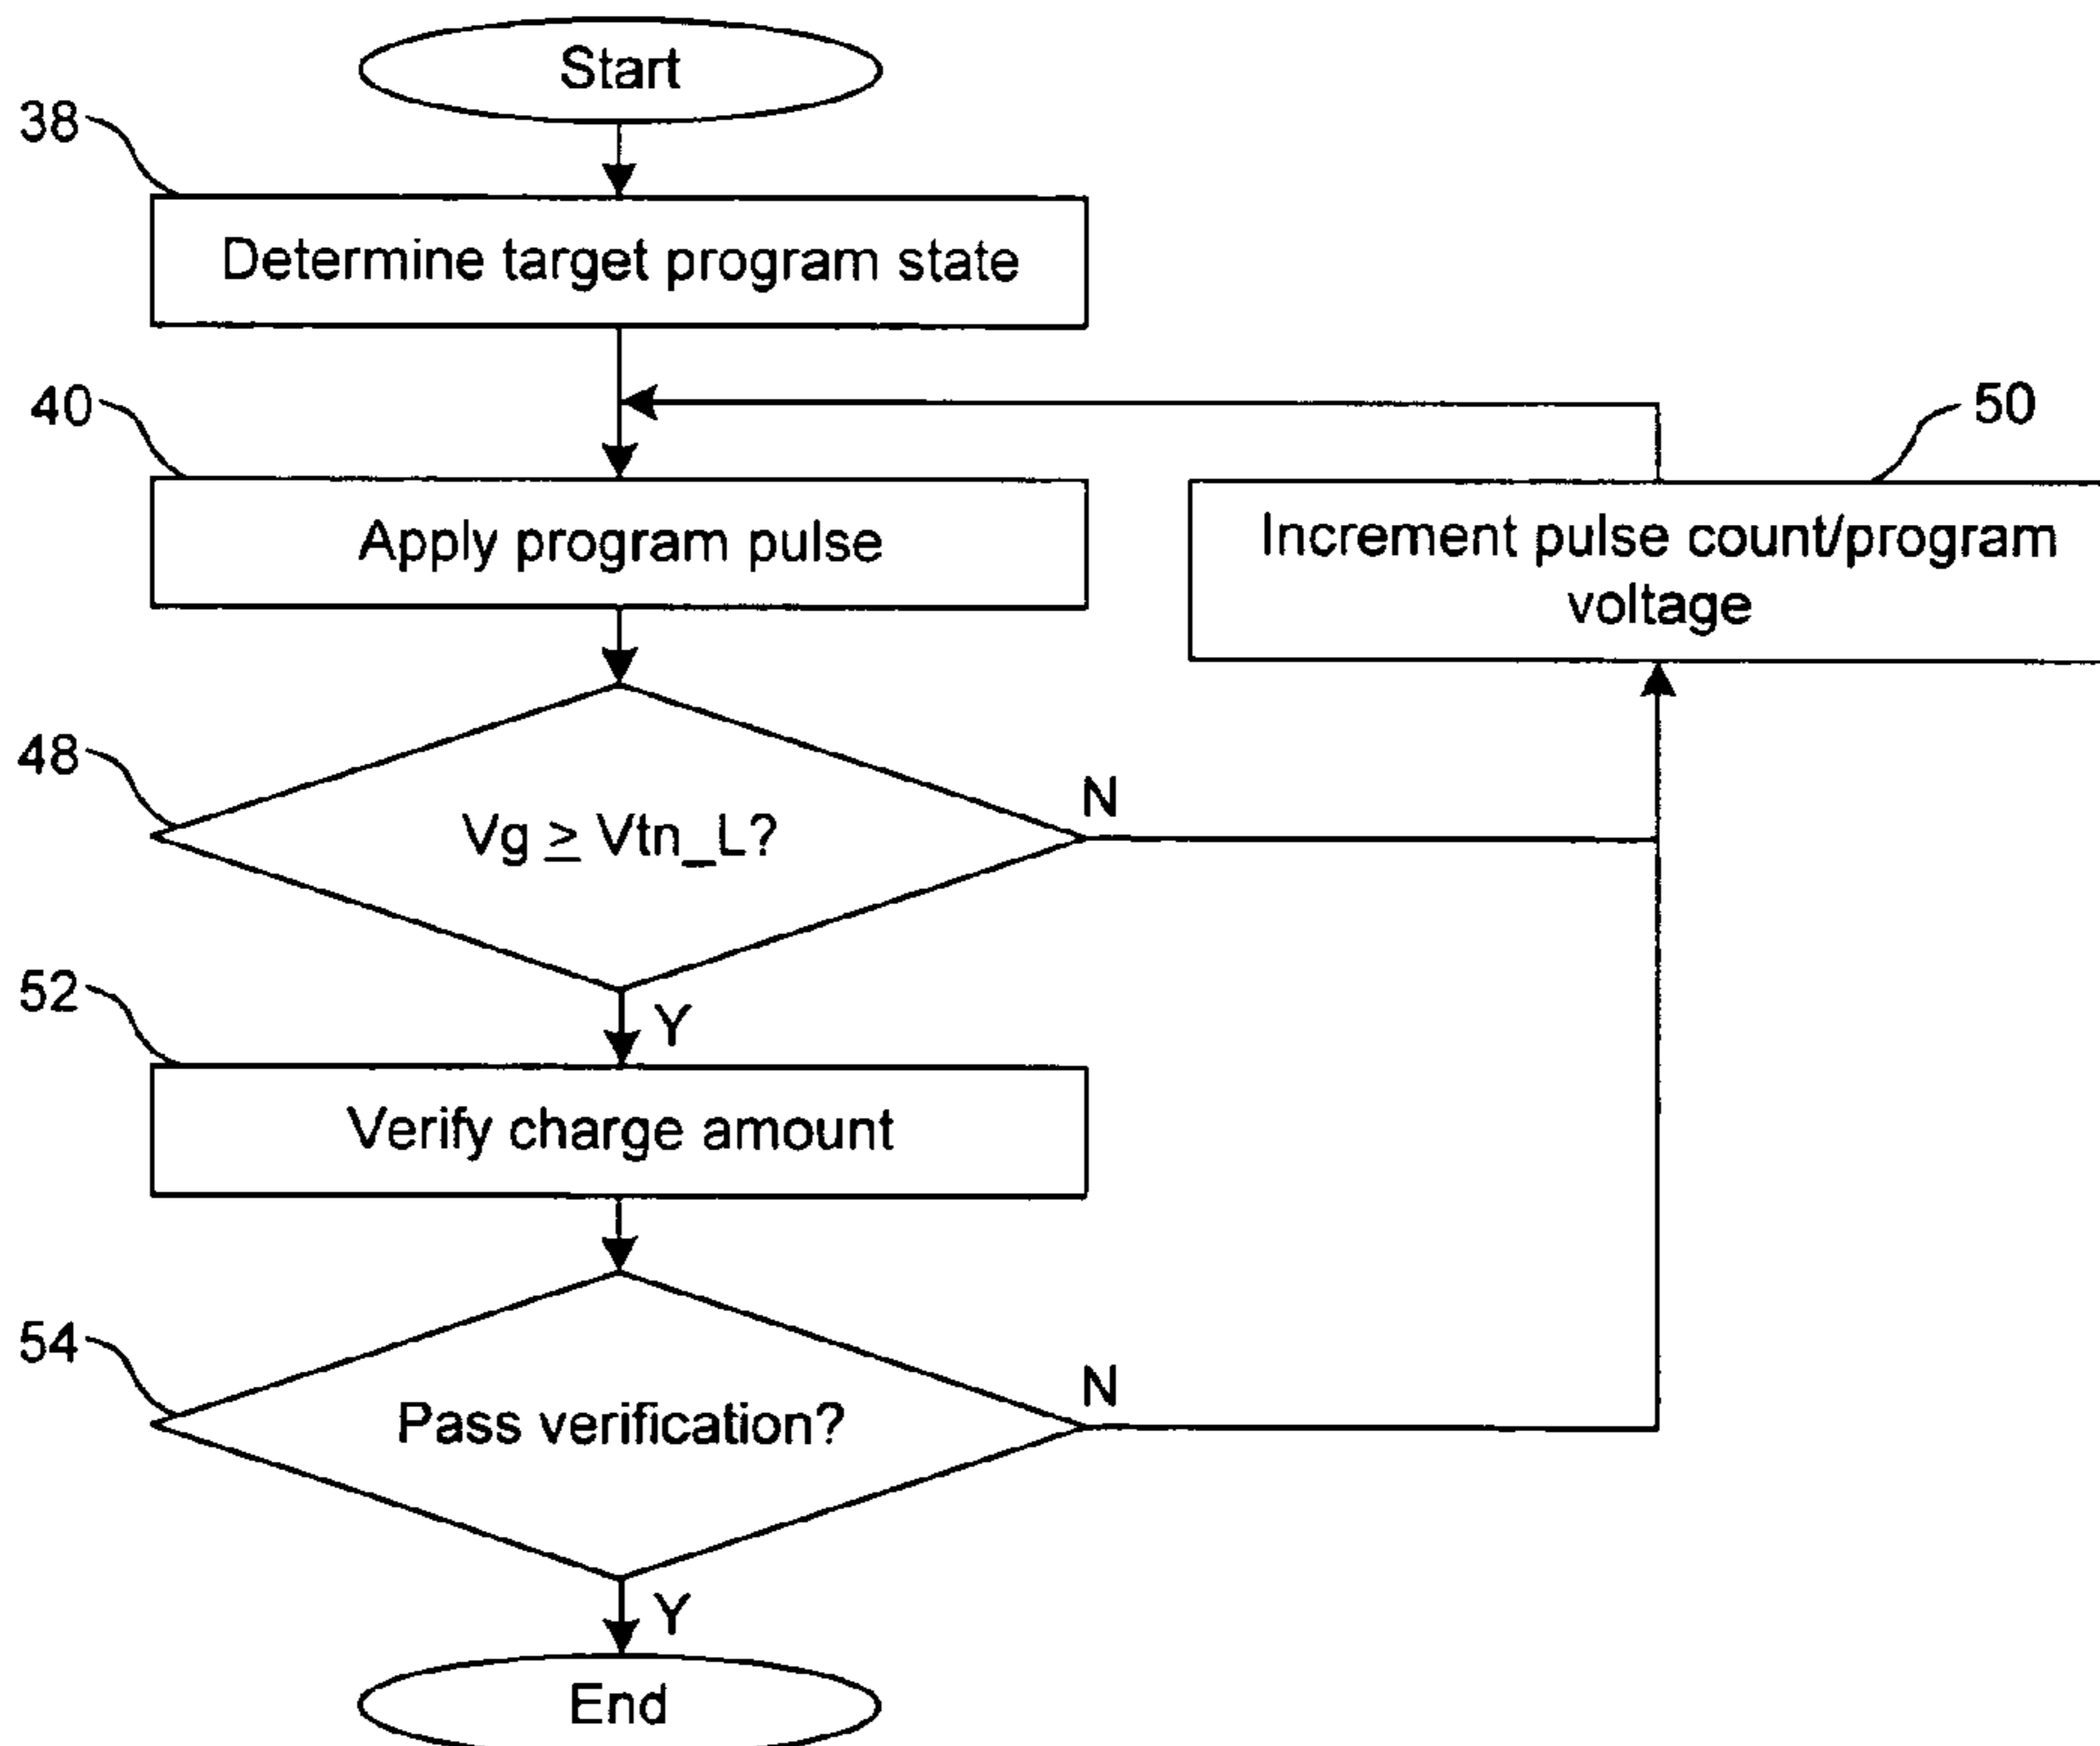 Start
38
Determine target program state
40
50
Apply program pulse
Increment pulse count/program
voltage
48
N
Vg ≥ Vtn_L?
52
Y
Verify charge amount
54
N
Pass verification?
Y
End